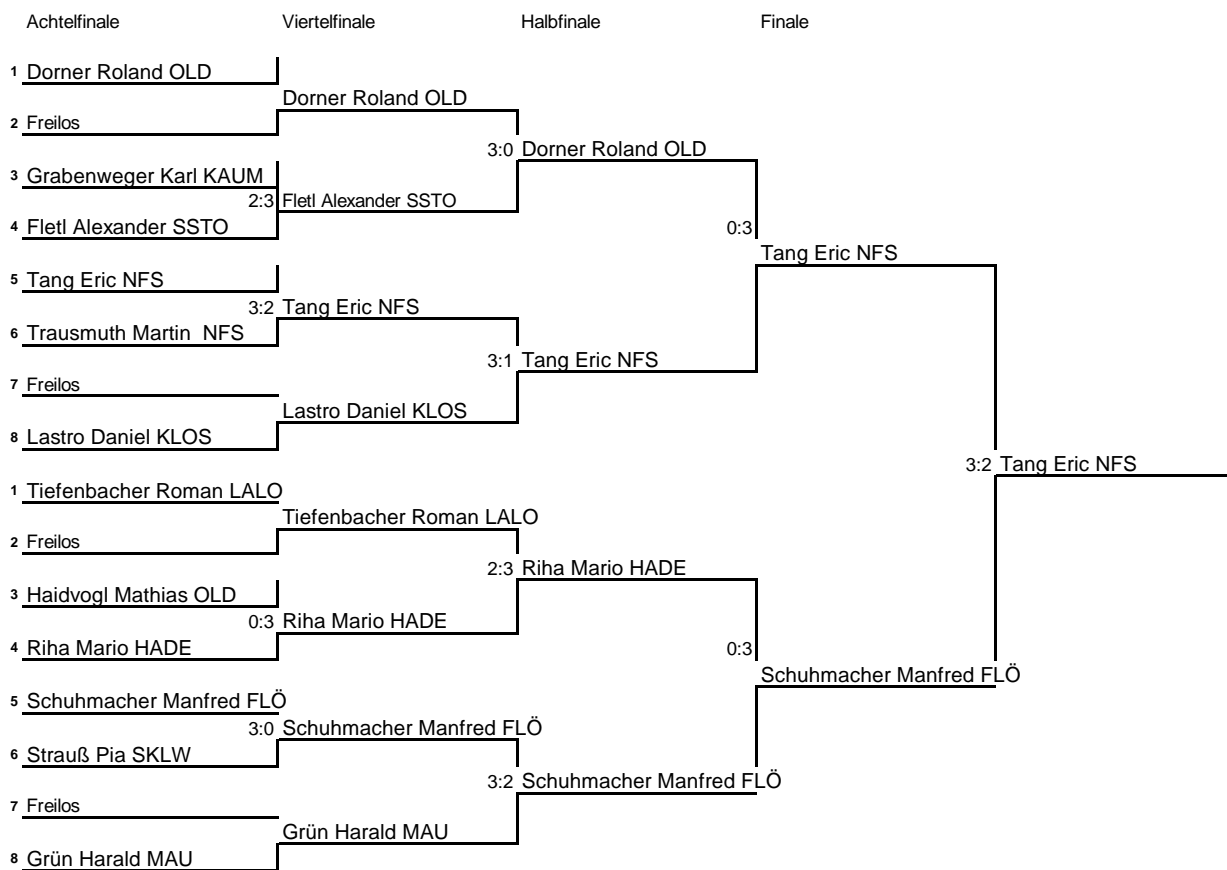 Achtelfinale Viertelfinale Halbfinale Finale
1 Dorner Roland OLD
Dorner Roland OLD
2 Freilos
3:0 Dorner Roland OLD
3 Grabenweger Karl KAUM
2:3 Fletl Alexander SSTO
4 Fletl Alexander SSTO
0:3
Tang Eric NFS
5 Tang Eric NFS
3:2 Tang Eric NFS
6 Trausmuth Martin NFS
3:1 Tang Eric NFS
7 Freilos
Lastro Daniel KLOS
8 Lastro Daniel KLOS
3:2 Tang Eric NFS
1 Tiefenbacher Roman LALO
Tiefenbacher Roman LALO
2 Freilos
2:3 Riha Mario HADE
3 Haidvogl Mathias OLD
0:3 Riha Mario HADE
4 Riha Mario HADE
0:3
Schuhmacher Manfred FLÖ
5 Schuhmacher Manfred FLÖ
3:0 Schuhmacher Manfred FLÖ
6 Strauß Pia SKLW
3:2 Schuhmacher Manfred FLÖ
7 Freilos
Grün Harald MAU
8 Grün Harald MAU